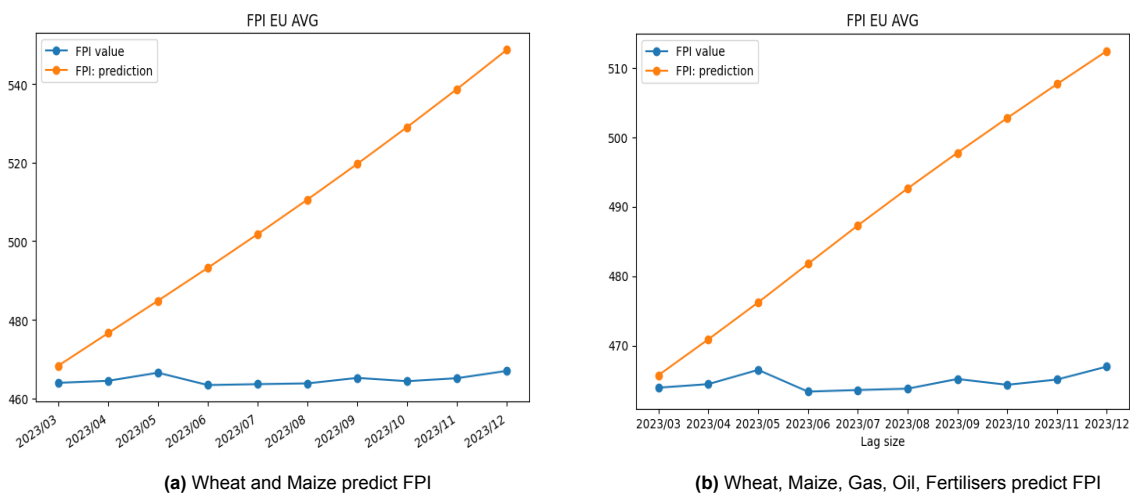 FPI EU AVG
FPI value
FPI: prediction
540
520
500
480
460
2023/03
2023/04
2023/05
2023/06
2023/07
2023/08
2023/09
2023/10
2023/11
2023/12
(a) Wheat and Maize predict FPI
FPI EU AVG
FPI value
FPI: prediction
510
500
490
480
470
2023/03 2023/04 2023/05 2023/06 2023/07 2023/08 2023/09 2023/10 2023/11 2023/12
Lag size
(b) Wheat, Maize, Gas, Oil, Fertilisers predict FPI